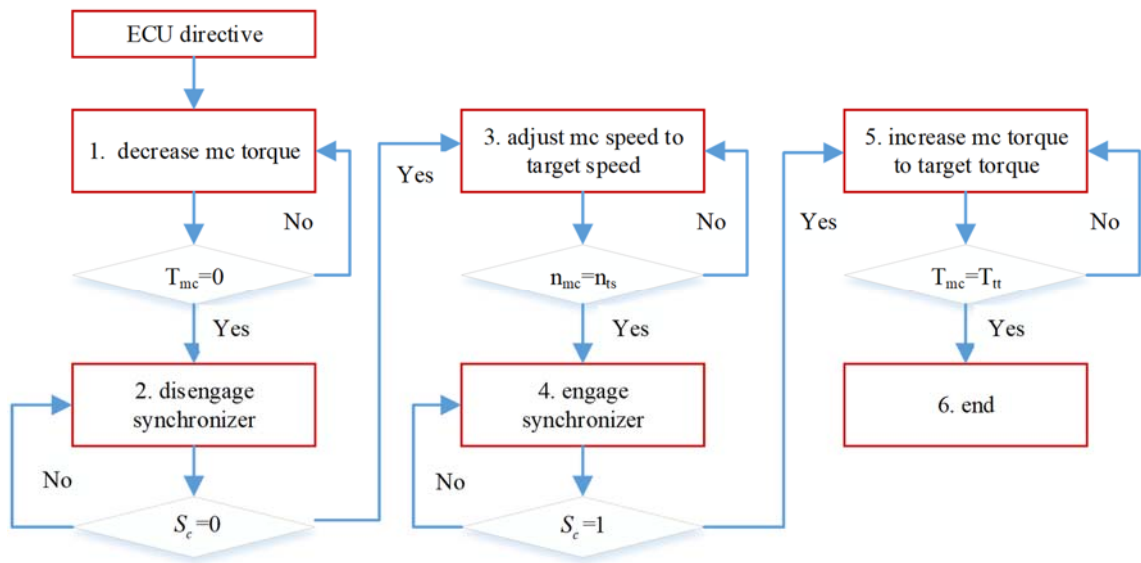 ECU directive
1. decrease mc torque
No
Tmc=0
Yes
2. disengage
synchronizer
No
Sc=0
Yes
3. adjust mc speed to
target speed
No
nmc=nts
Yes
4. engage
synchronizer
No
Sc=1
Yes
5. increase mc torque
to target torque
No
Tmc=Ttt
Yes
6. end